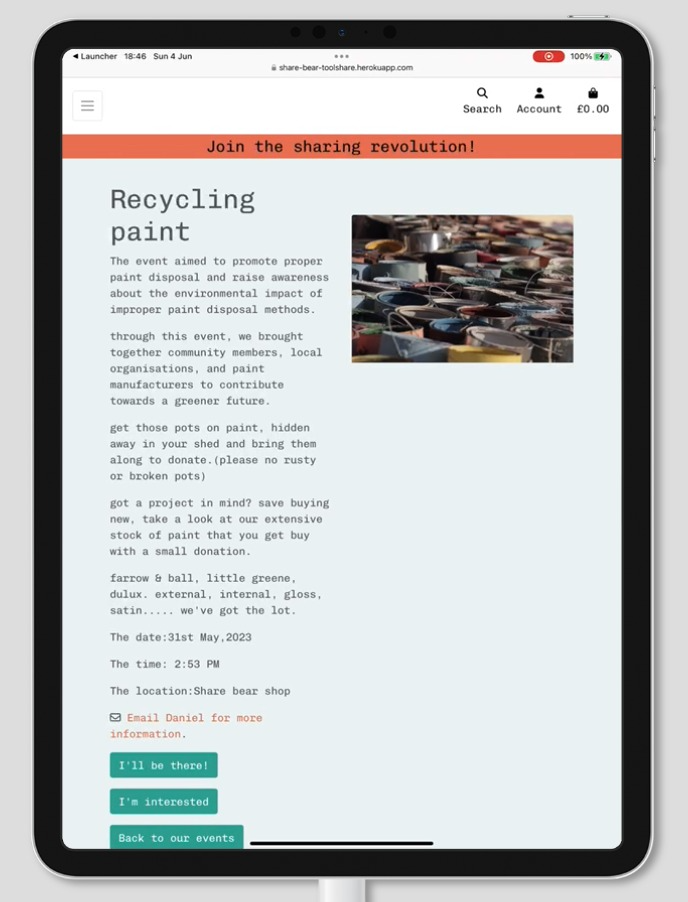 Launcher 18:46 Sun 4 Jun
100%
share-bear-toolshare.herokuapp.com
Search Account £0.00
Join the sharing revolution!
Recycling
paint
The event aimed to promote proper
paint disposal and raise awareness
about the environmental impact of
improper paint disposal methods.
through this event, we brought
together community members, local
organisations, and paint
manufacturers to contribute
towards a greener future.
get those pots on paint, hidden
away in your shed and bring them
along to donate.(please no rusty
or broken pots)
got a project in mind? save buying
new, take a look at our extensive
stock of paint that you get buy
with a small donation.
farrow & ball, little greene,
dulux. external, internal, gloss,
satin..... we've got the lot.
The date:31st May,2023
The time: 2:53 PM
The location:Share bear shop
Email Daniel for more
information.
I'll be there!
I'm interested
Back to our events